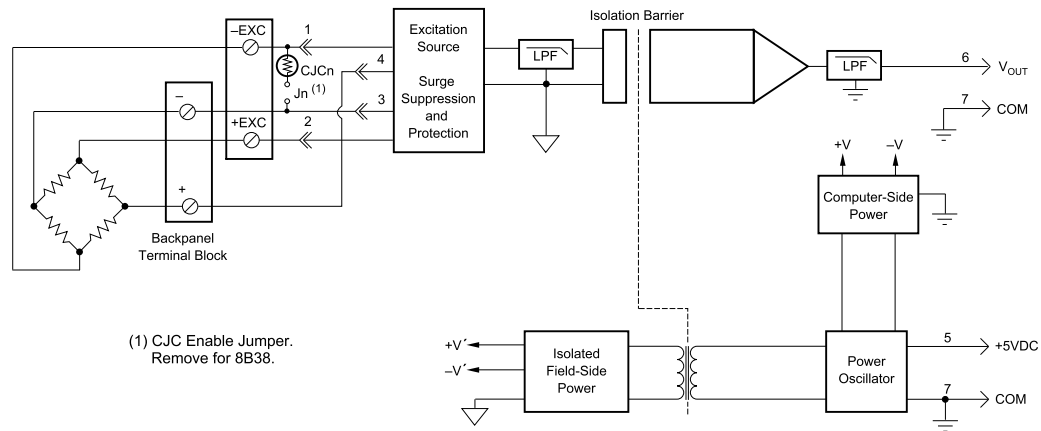 Isolation Barrier
–EXC
1
CJCn
Jn (1)
4
–
3
+EXC
2
+
Backpanel
Terminal Block
Excitation
Source
Surge
Suppression
and
Protection
LPF
LPF
6
VOUT
7
COM
+V
–V
Computer-Side
Power
(1) CJC Enable Jumper.
Remove for 8B38.
+V´
–V´
Isolated
Field-Side
Power
Power
Oscillator
5
+5VDC
7
COM